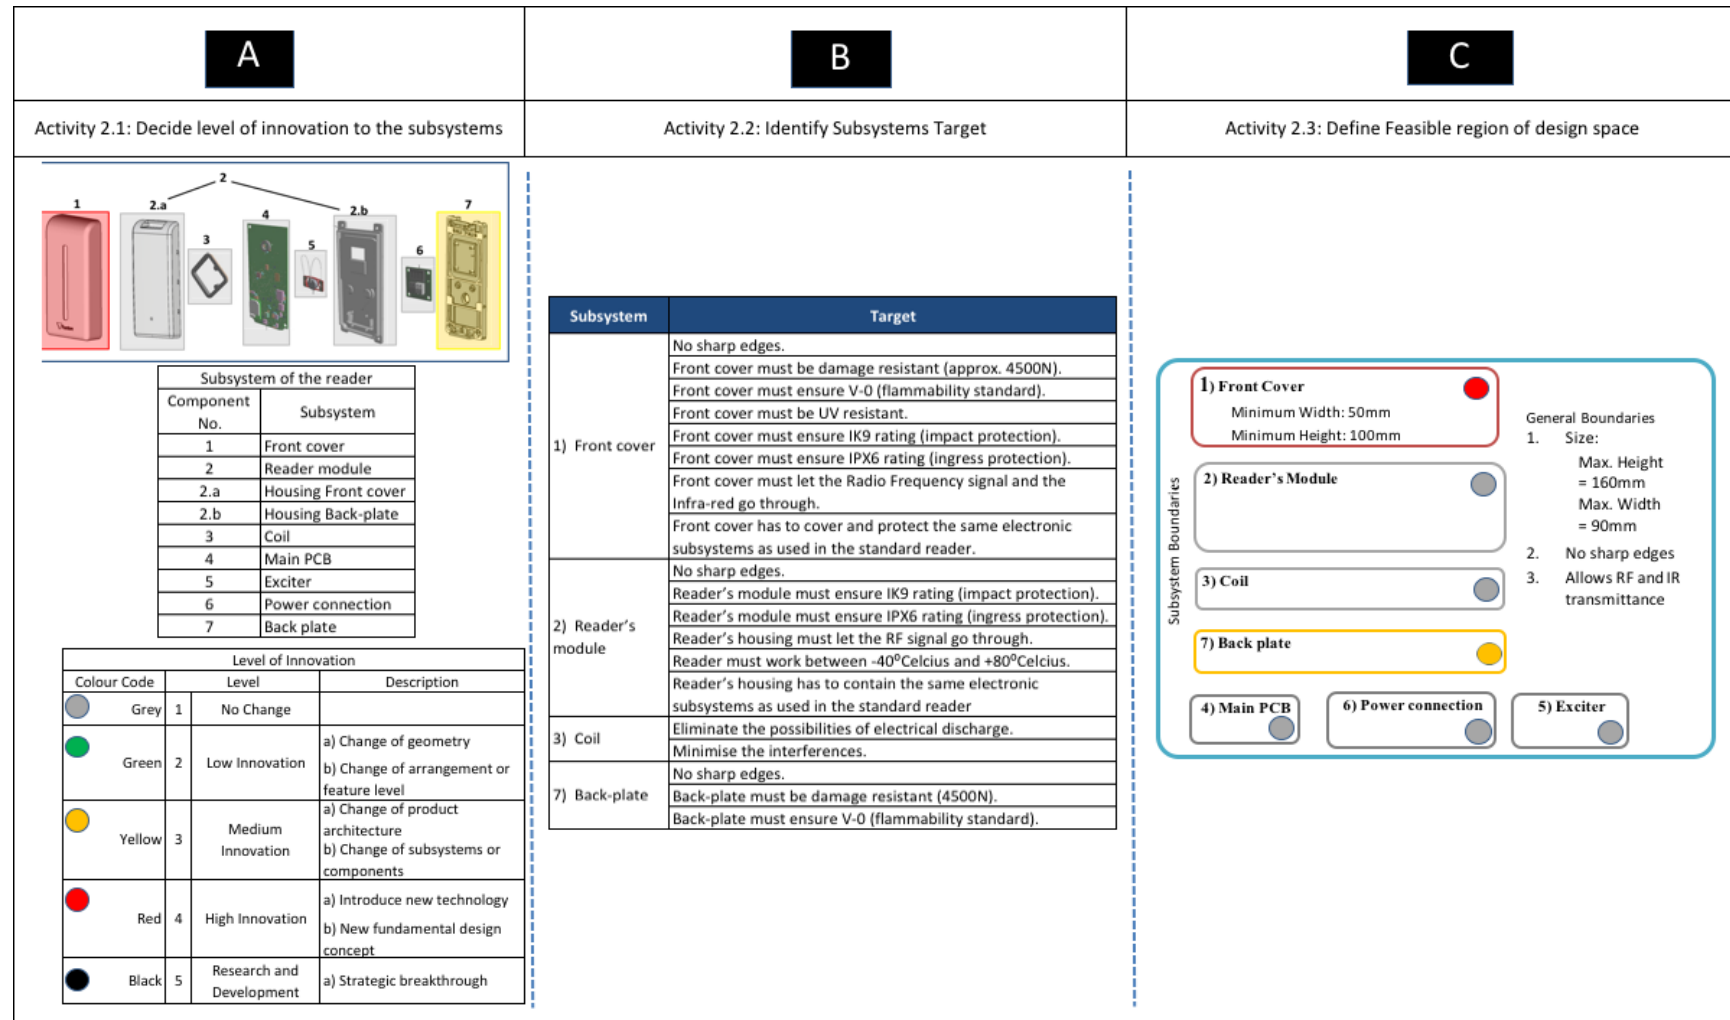 A
B
C
Activity 2.1: Decide level of innovation to the subsystems
Activity 2.2: Identify Subsystems Target
Activity 2.3: Define Feasible region of design space
2
1
2.a
2.b
7
4
3
5
6
Subsystem of the reader
Component
No.
Subsystem
1 Front cover
2 Reader module
2.a Housing Front cover
2.b Housing Back-plate
3 Coil
4 Main PCB
5 Exciter
6 Power connection
7 Back plate
Level of Innovation
Colour Code Level Description
Grey 1 No Change
Green 2 Low Innovation
a) Change of geometry
b) Change of arrangement or
feature level
Yellow 3 Medium
Innovation
a) Change of product
architecture
b) Change of subsystems or
components
Red 4 High Innovation
a) Introduce new technology
b) New fundamental design
concept
Black 5 Research and
Development
a) Strategic breakthrough
Subsystem Target
1) Front cover
No sharp edges.
Front cover must be damage resistant (approx. 4500N).
Front cover must ensure V-0 (flammability standard).
Front cover must be UV resistant.
Front cover must ensure IK9 rating (impact protection).
Front cover must ensure IPX6 rating (ingress protection).
Front cover must let the Radio Frequency signal and the
Infra-red go through.
Front cover has to cover and protect the same electronic
subsystems as used in the standard reader.
2) Reader's
module
No sharp edges.
Reader's module must ensure IK9 rating (impact protection).
Reader's module must ensure IPX6 rating (ingress protection).
Reader's housing must let the RF signal go through.
Reader must work between -40⁰Celcius and +80⁰Celcius.
Reader's housing has to contain the same electronic
subsystems as used in the standard reader
3) Coil
Eliminate the possibilities of electrical discharge.
Minimise the interferences.
7) Back-plate
No sharp edges.
Back-plate must be damage resistant (4500N).
Back-plate must ensure V-0 (flammability standard).
Subsystem Boundaries
1) Front Cover
Minimum Width: 50mm
Minimum Height: 100mm
2) Reader's Module
3) Coil
7) Back plate
4) Main PCB
6) Power connection
5) Exciter
General Boundaries
1. Size:
Max. Height
= 160mm
Max. Width
= 90mm
2. No sharp edges
3. Allows RF and IR
transmittance